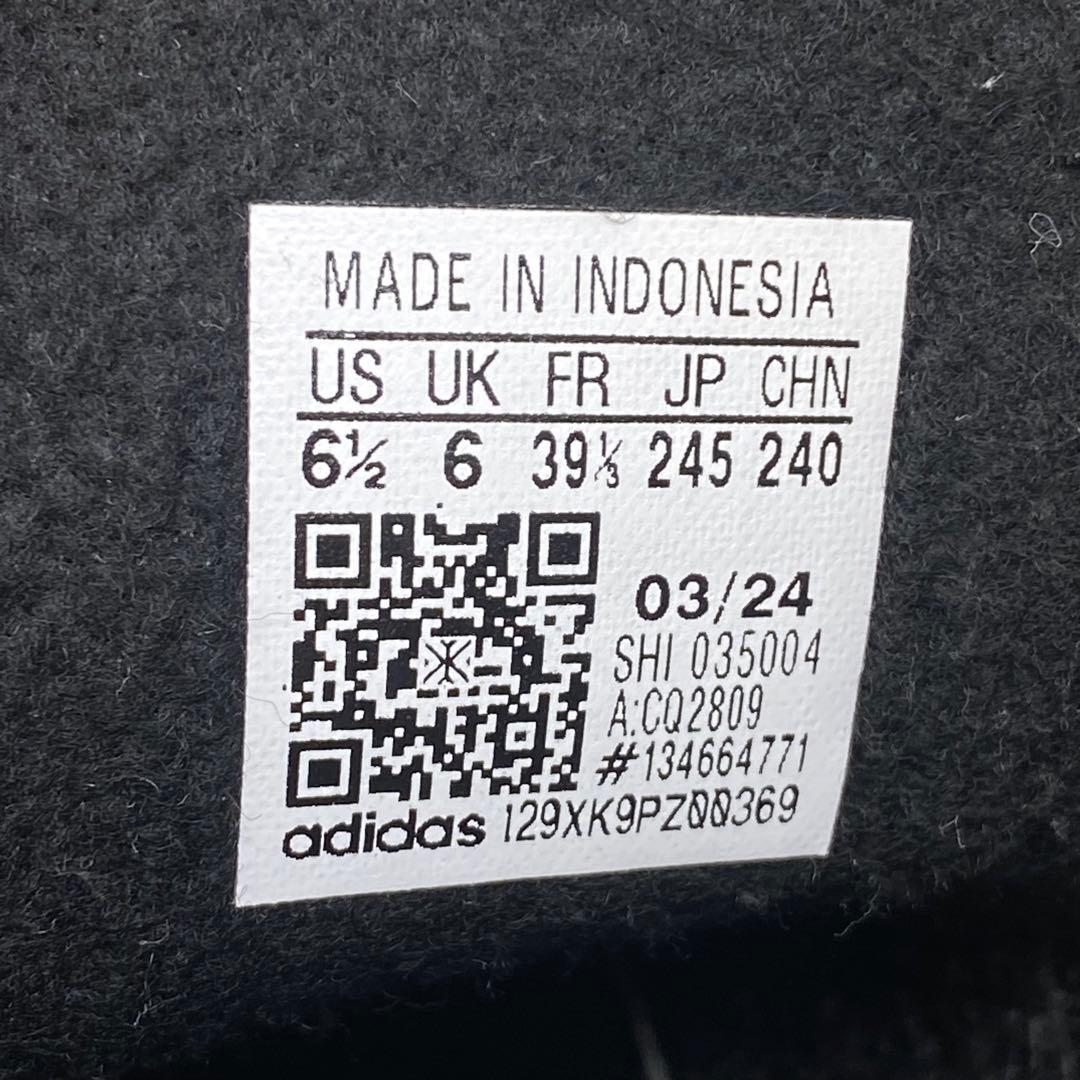 MADE IN INDONESIA
US UK FR JP CHN
6½ 6 39⅓ 245 240
03/24
SHI 035004
A:CQ2809
#134664771
adidas 129XK9PZ00369